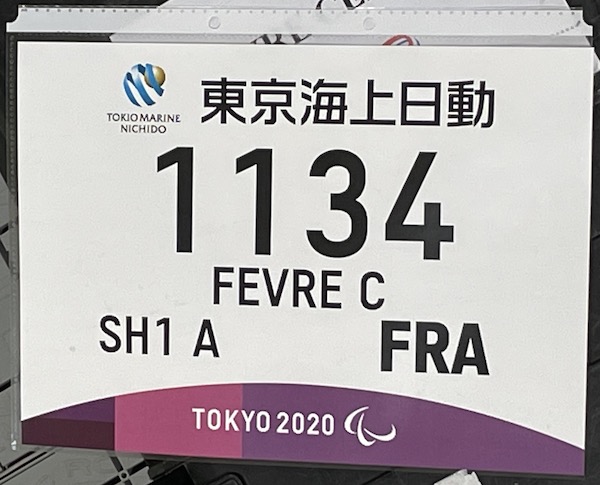 TOKIO MARINE
NICHIDO
東京海上日動
1134
FEVRE C
SH1 A
FRA
TOKYO 2020